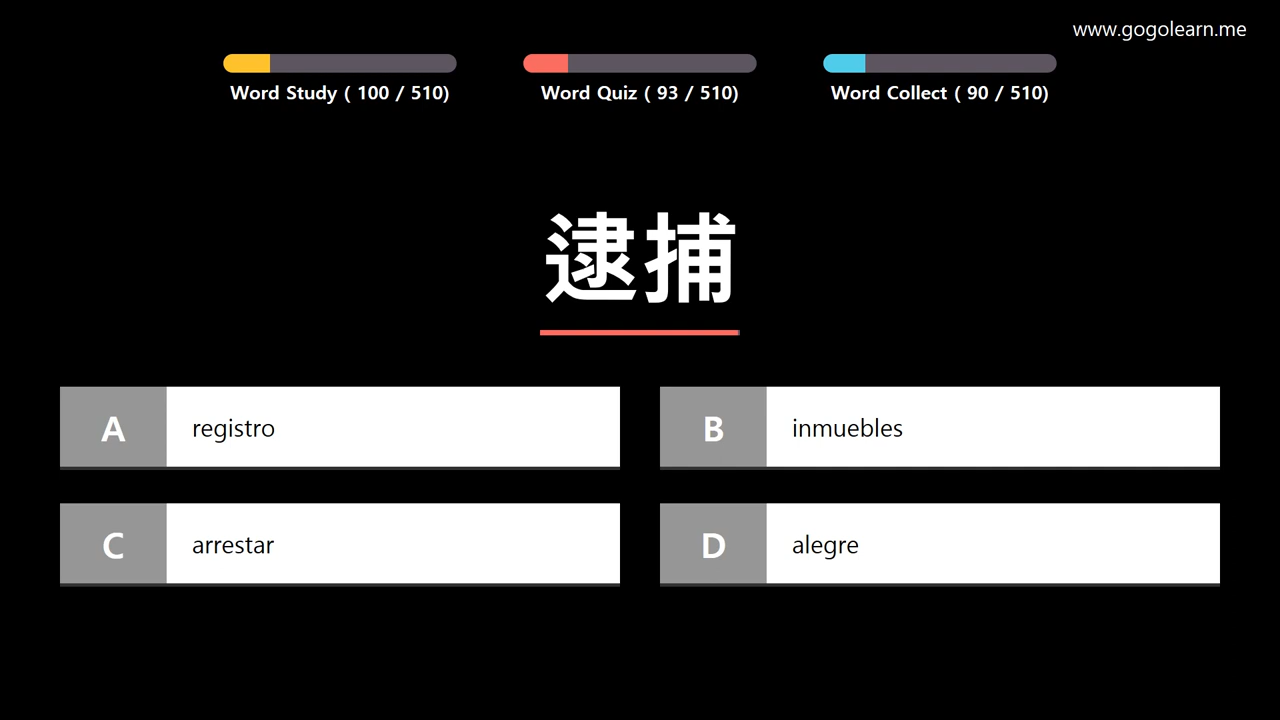 www.gogolearn.me
Word Study ( 100 / 510)
Word Quiz ( 93 / 510)
Word Collect ( 90 / 510)
逮捕
A registro
B inmuebles
C arrestar
D alegre